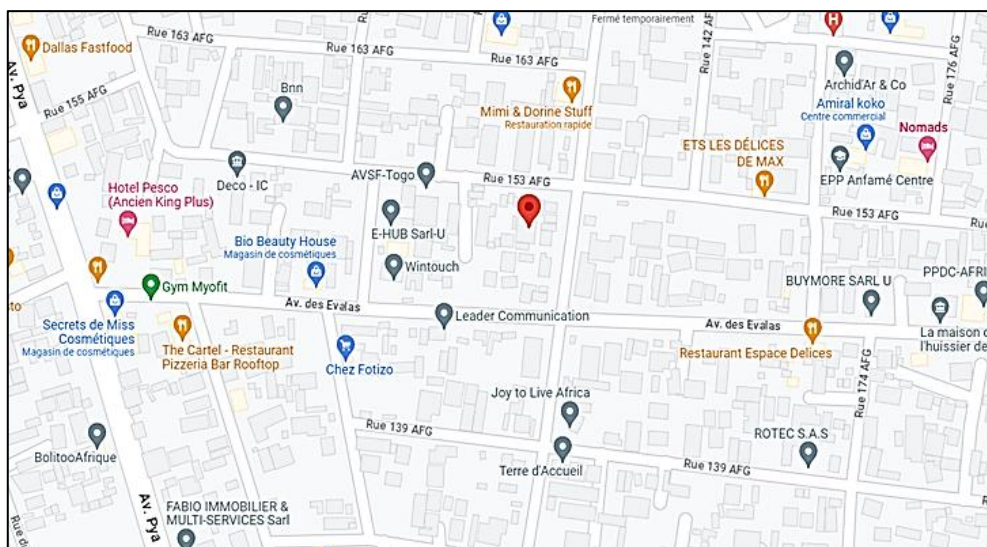 Rue 163 AFG
Fermé temporairement
Rue 142 AFG
H
Dallas Fastfood
Rue 163 AFG
Rue 163 AFG
Rue 176 AFG
Av. Pya
Archid'Ar & Co
Rue 155 AFG
Bnn
Mimi & Dorine Stuff
Restauration rapide
Amiral koko
Centre commercial
Nomads
ETS LES DÉLICES
DE MAX
AVSF-Togo
Rue 153 AFG
EPP Anfamé Centre
Deco - IC
Hotel Pesco
(Ancien King Plus)
Rue 153 AFG
E-HUB Sarl-U
Bio Beauty House
Magasin de cosmétiques
Wintouch
BUYMORE SARL U
PPDC-AFRI
Gym Myofit
Av. des Evalas
Leader Communication
Av. des Evalas
Secrets de Miss
Cosmétiques
Magasin de cosmétiques
La maison d
l'huissier de
The Cartel - Restaurant
Pizzeria Bar Rooftop
Restaurant Espace Delices
Chez Fotizo
Rue 174 AFG
Joy to Live Africa
Rue 139 AFG
ROTEC S.A.S
BolitooAfrique
Terre d'Accueil
Rue 139 AFG
Av. Pya
FABIO IMMOBILIER &
MULTI-SERVICES Sarl
Rue d